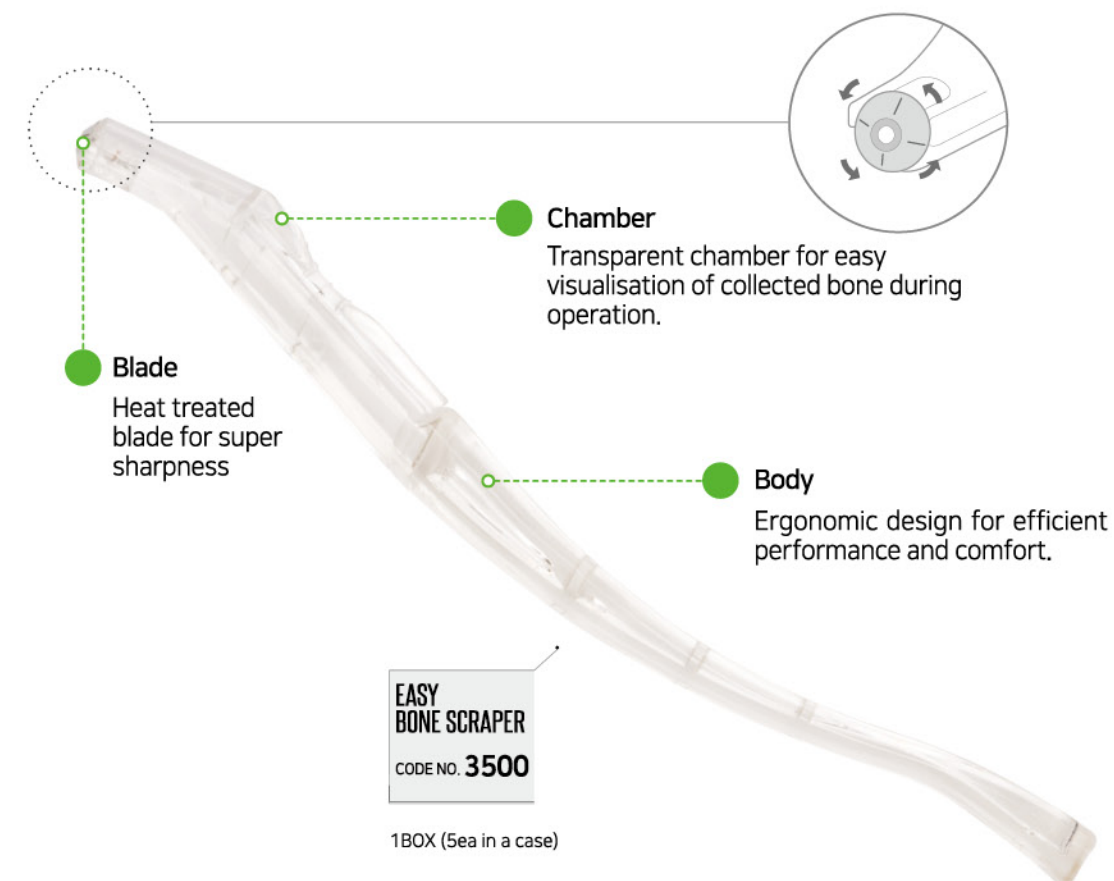 Chamber
Transparent chamber for easy
visualisation of collected bone during
operation.
Blade
Heat treated
blade for super
sharpness
Body
Ergonomic design for efficient
performance and comfort.
EASY
BONE SCRAPER
CODE NO. 3500
1BOX (5ea in a case)